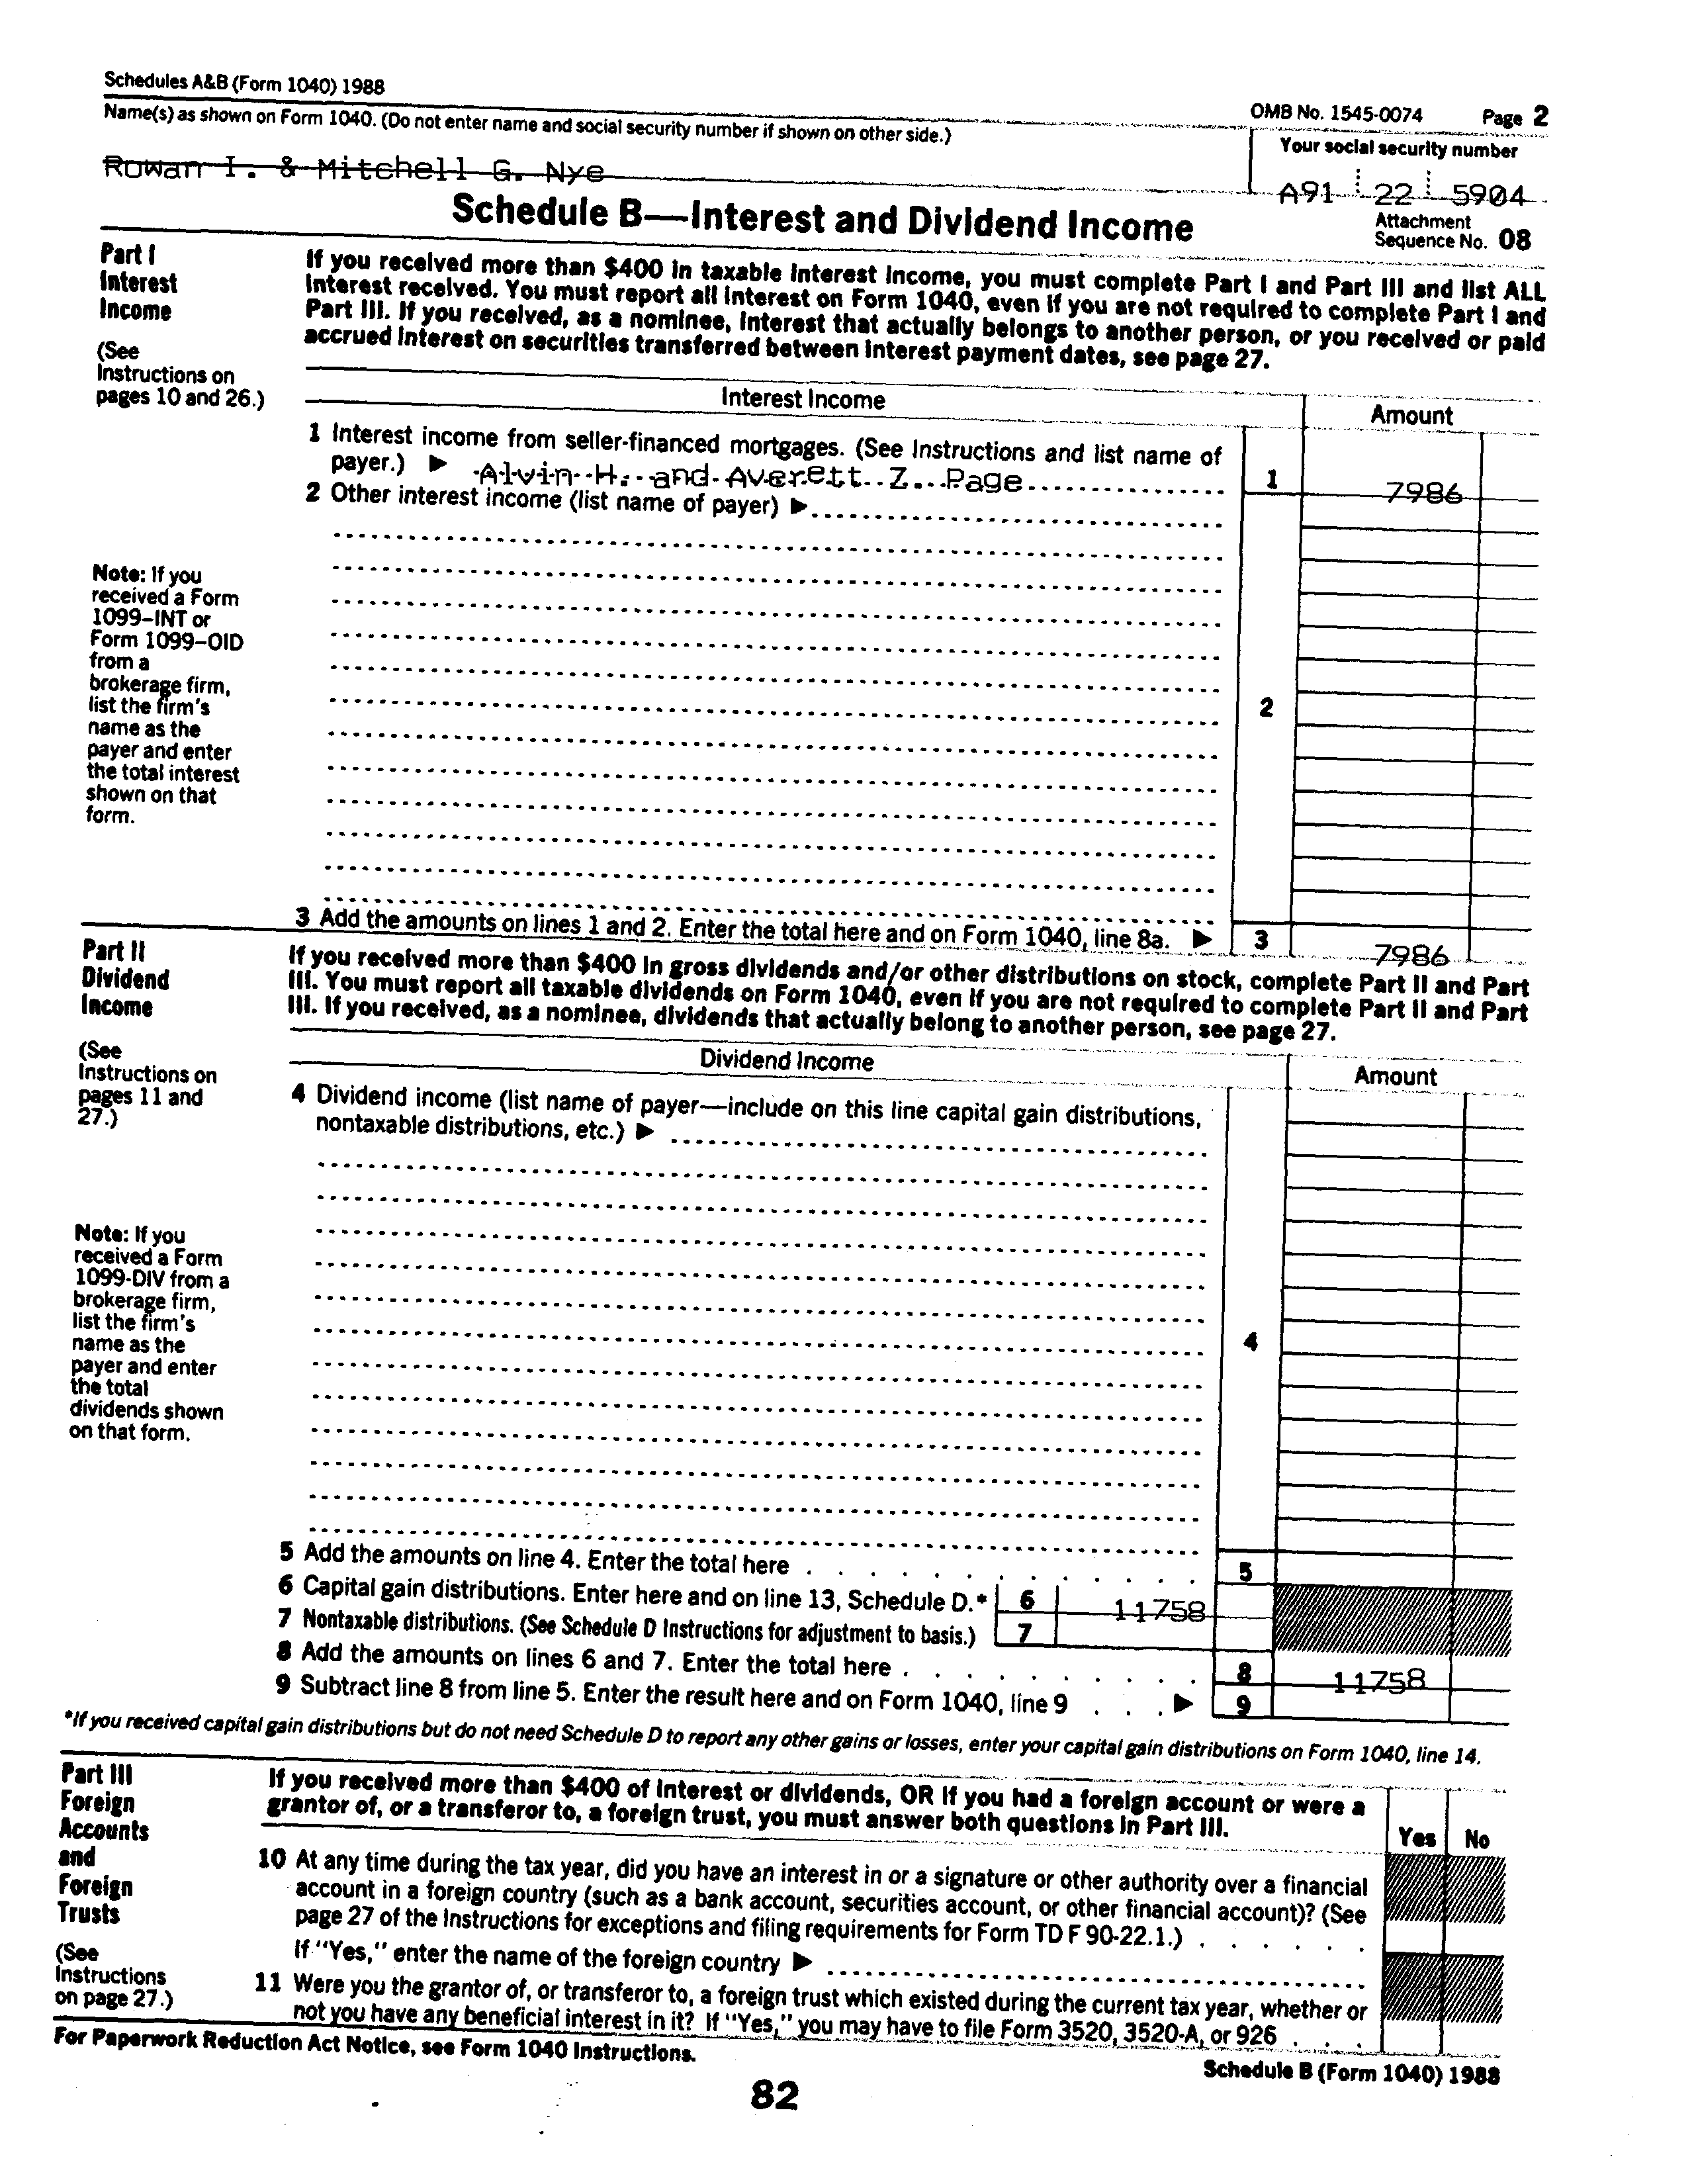 Schedules A&B (Form 1040) 1988
OMB No. 1545-0074 Page 2
Name(s) as shown on Form 1040. (Do not enter name and social security number if shown on other side.)
Your social security number
Rowan I. & Mitchell G. Nye
A91 22 5904
Schedule B—Interest and Dividend Income
Attachment
Sequence No. 08
Part I
Interest
Income
(See
Instructions on
pages 10 and 26.)
If you received more than $400 in taxable interest income, you must complete Part I and Part III and list ALL
interest received. You must report all interest on Form 1040, even if you are not required to complete Part I and
Part III. If you received, as a nominee, interest that actually belongs to another person, or you received or paid
accrued interest on securities transferred between interest payment dates, see page 27.
Interest Income
Amount
1 Interest income from seller-financed mortgages. (See Instructions and list name of
payer.) ▶ Alvin H. and Averett Z. Page
1 7986
2 Other interest income (list name of payer) ▶
Note: If you
received a Form
1099–INT or
Form 1099–OID
from a
brokerage firm,
list the firm's
name as the
payer and enter
the total interest
shown on that
form.
2
3 Add the amounts on lines 1 and 2. Enter the total here and on Form 1040, line 8a. ▶ 3 7986
Part II
Dividend
Income
(See
Instructions on
pages 11 and
27.)
If you received more than $400 in gross dividends and/or other distributions on stock, complete Part II and Part
III. You must report all taxable dividends on Form 1040, even if you are not required to complete Part II and Part
III. If you received, as a nominee, dividends that actually belong to another person, see page 27.
Dividend Income
Amount
4 Dividend income (list name of payer—include on this line capital gain distributions,
nontaxable distributions, etc.) ▶
Note: If you
received a Form
1099-DIV from a
brokerage firm,
list the firm's
name as the
payer and enter
the total
dividends shown
on that form.
4
5 Add the amounts on line 4. Enter the total here . . . . . . . . . . . . 5
6 Capital gain distributions. Enter here and on line 13, Schedule D.* 6 11758
7 Nontaxable distributions. (See Schedule D Instructions for adjustment to basis.) 7
8 Add the amounts on lines 6 and 7. Enter the total here . . . . . . . . . 8 11758
9 Subtract line 8 from line 5. Enter the result here and on Form 1040, line 9 . . . ▶ 9
*If you received capital gain distributions but do not need Schedule D to report any other gains or losses, enter your capital gain distributions on Form 1040, line 14.
Part III
Foreign
Accounts
and
Foreign
Trusts
(See
Instructions
on page 27.)
If you received more than $400 of interest or dividends, OR if you had a foreign account or were a
grantor of, or a transferor to, a foreign trust, you must answer both questions in Part III.
Yes No
10 At any time during the tax year, did you have an interest in or a signature or other authority over a financial
account in a foreign country (such as a bank account, securities account, or other financial account)? (See
page 27 of the Instructions for exceptions and filing requirements for Form TD F 90-22.1.) . . . . . .
If "Yes," enter the name of the foreign country ▶
11 Were you the grantor of, or transferor to, a foreign trust which existed during the current tax year, whether or
not you have any beneficial interest in it? If "Yes," you may have to file Form 3520, 3520-A, or 926 . . .
For Paperwork Reduction Act Notice, see Form 1040 Instructions.
Schedule B (Form 1040) 1988
82